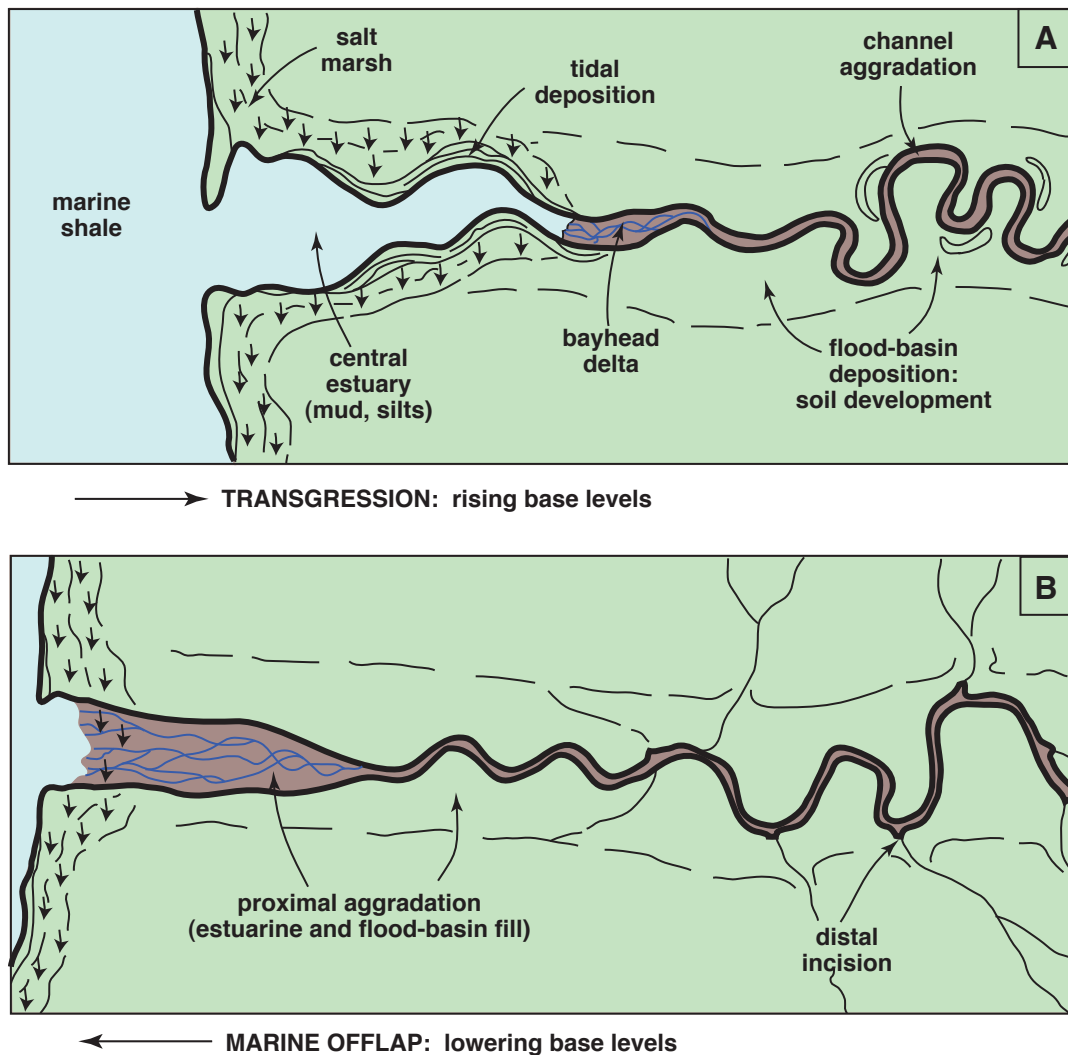 A
salt
marsh
tidal
deposition
channel
aggradation
marine
shale
central
estuary
(mud, silts)
bayhead
delta
flood-basin
deposition:
soil development
TRANSGRESSION: rising base levels
B
proximal aggradation
(estuarine and flood-basin fill)
distal
incision
MARINE OFFLAP: lowering base levels